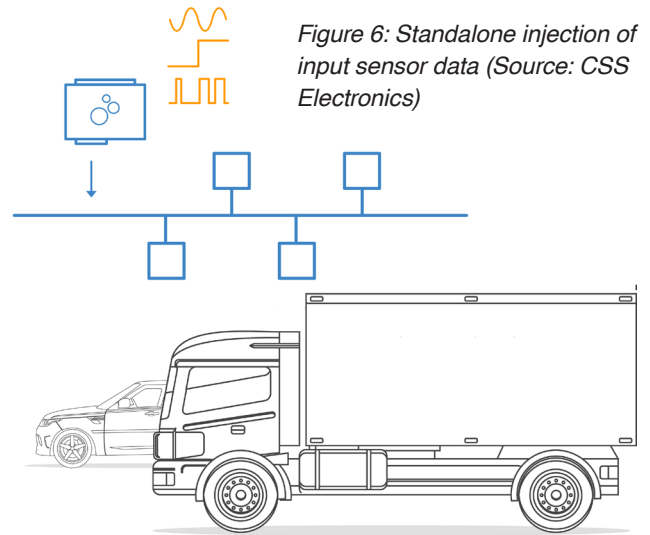 Figure 6: Standalone injection of
input sensor data (Source: CSS
Electronics)